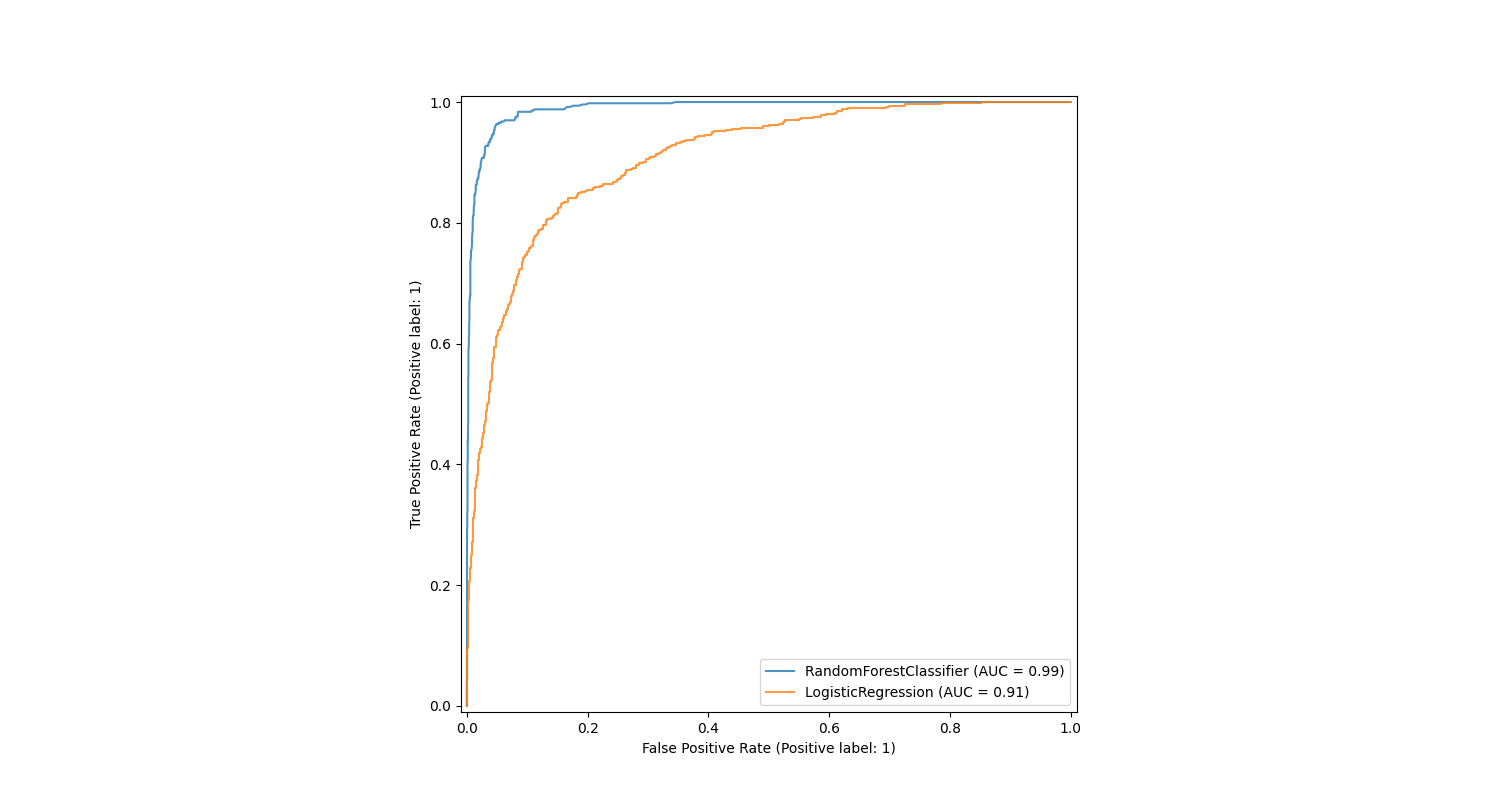 1.0
0.8
0.6
0.4
0.2
0.0
True Positive Rate (Positive label: 1)
RandomForestClassifier (AUC = 0.99)
LogisticRegression (AUC = 0.91)
0.0 0.2 0.4 0.6 0.8 1.0
False Positive Rate (Positive label: 1)